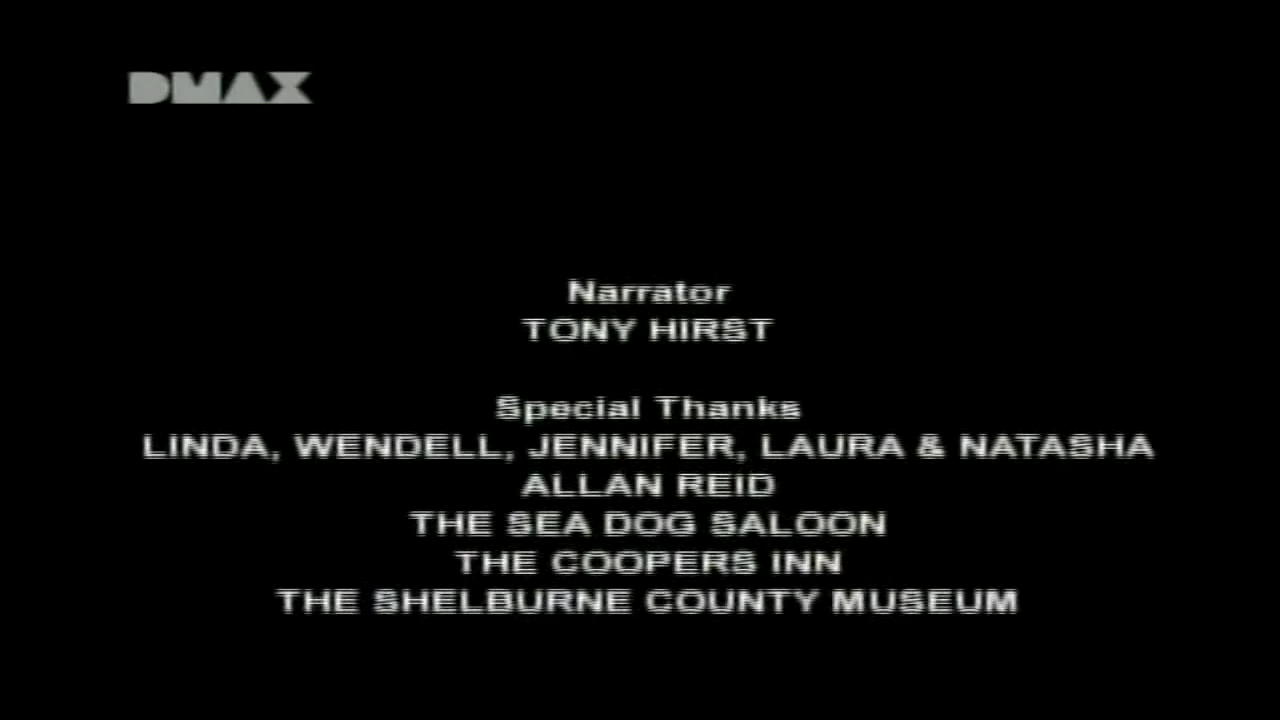 DMAX
Narrator
TONY HIRST
Special Thanks
LINDA, WENDELL, JENNIFER, LAURA & NATASHA
ALLAN REID
THE SEA DOG SALOON
THE COOPERS INN
THE SHELBURNE COUNTY MUSEUM